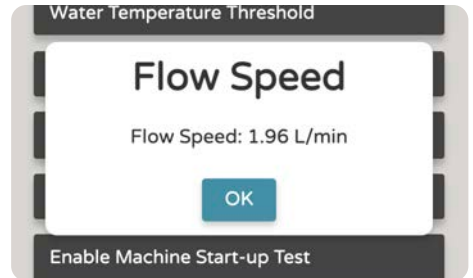 Water Temperature Threshold
Flow Speed
Flow Speed: 1.96 L/min
OK
Enable Machine Start-up Test